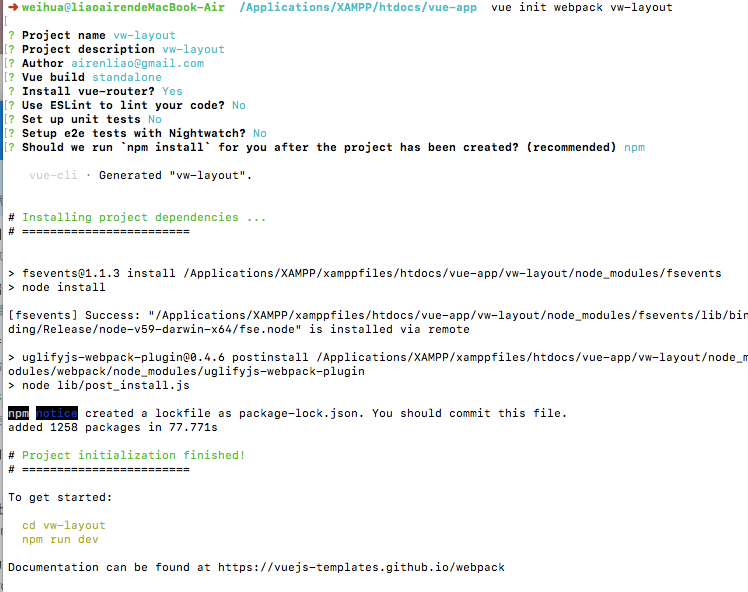 ➜ weihua@liaoairendeMacBook-Air /Applications/XAMPP/htdocs/vue-app vue init webpack vw-layout
[
? Project name vw-layout
[? Project description vw-layout
[? Author airenliao@gmail.com
[? Vue build standalone
? Install vue-router? Yes
[? Use ESLint to lint your code? No
[? Set up unit tests No
[? Setup e2e tests with Nightwatch? No
[? Should we run `npm install` for you after the project has been created? (recommended) npm
vue-cli · Generated "vw-layout".
# Installing project dependencies ...
# ========================
> fsevents@1.1.3 install /Applications/XAMPP/xamppfiles/htdocs/vue-app/vw-layout/node_modules/fsevents
> node install
[fsevents] Success: "/Applications/XAMPP/xamppfiles/htdocs/vue-app/vw-layout/node_modules/fsevents/lib/bin
ding/Release/node-v59-darwin-x64/fse.node" is installed via remote
> uglifyjs-webpack-plugin@0.4.6 postinstall /Applications/XAMPP/xamppfiles/htdocs/vue-app/vw-layout/node_m
odules/webpack/node_modules/uglifyjs-webpack-plugin
> node lib/post_install.js
npm notice created a lockfile as package-lock.json. You should commit this file.
added 1258 packages in 77.771s
# Project initialization finished!
# ========================
To get started:
cd vw-layout
npm run dev
Documentation can be found at https://vuejs-templates.github.io/webpack